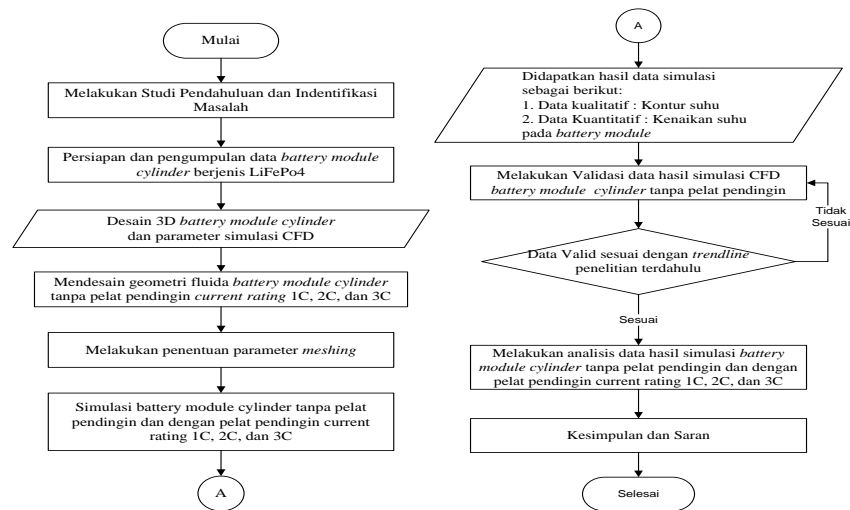 Mulai
Melakukan Studi Pendahuluan dan Indentifikasi
Masalah
Persiapan dan pengumpulan data battery module
cylinder berjenis LiFePo4
Desain 3D battery module cylinder
dan parameter simulasi CFD
Mendesain geometri fluida battery module cylinder
tanpa pelat pendingin current rating 1C, 2C, dan 3C
Melakukan penentuan parameter meshing
Simulasi battery module cylinder tanpa pelat
pendingin dan dengan pelat pendingin current
rating 1C, 2C, dan 3C
A
A
Didapatkan hasil data simulasi
sebagai berikut:
1. Data kualitatif : Kontur suhu
2. Data Kuantitatif : Kenaikan suhu
pada battery module
Melakukan Validasi data hasil simulasi CFD
battery module cylinder tanpa pelat pendingin
Tidak
Sesuai
Data Valid sesuai dengan trendline
penelitian terdahulu
Sesuai
Melakukan analisis data hasil simulasi battery
module cylinder tanpa pelat pendingin dan dengan
pelat pendingin current rating 1C, 2C, dan 3C
Kesimpulan dan Saran
Selesai